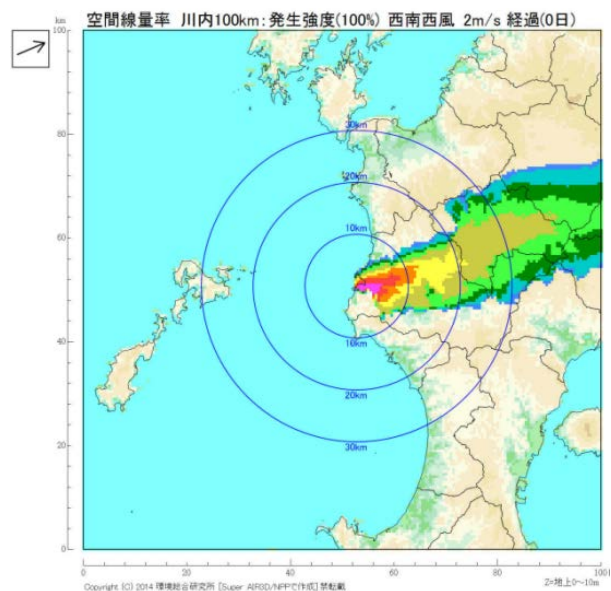 空間線量率 川内100km:発生強度(100%) 西南西風 2m/s 経過(0日)
km
100
80
60
40
20
0
30km
20km
10km
10km
20km
30km
0
20
40
60
80
100
Z=地上0~10m
Copyright (C) 2014 環境総合研究所 [Super AIR3D/NPPで作成] 禁転載